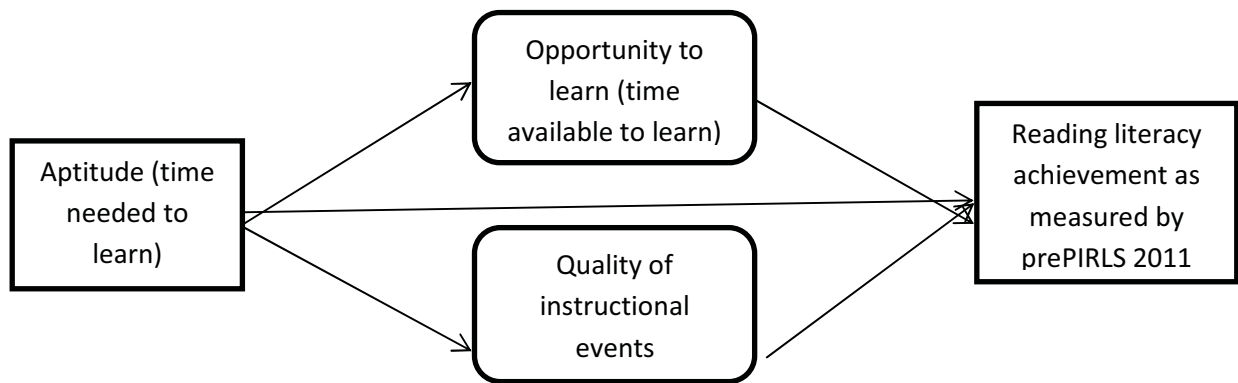 Opportunity to
learn (time
available to learn)
Aptitude (time
needed to
learn)
Reading literacy
achievement as
measured by
prePIRLS 2011
Quality of
instructional
events